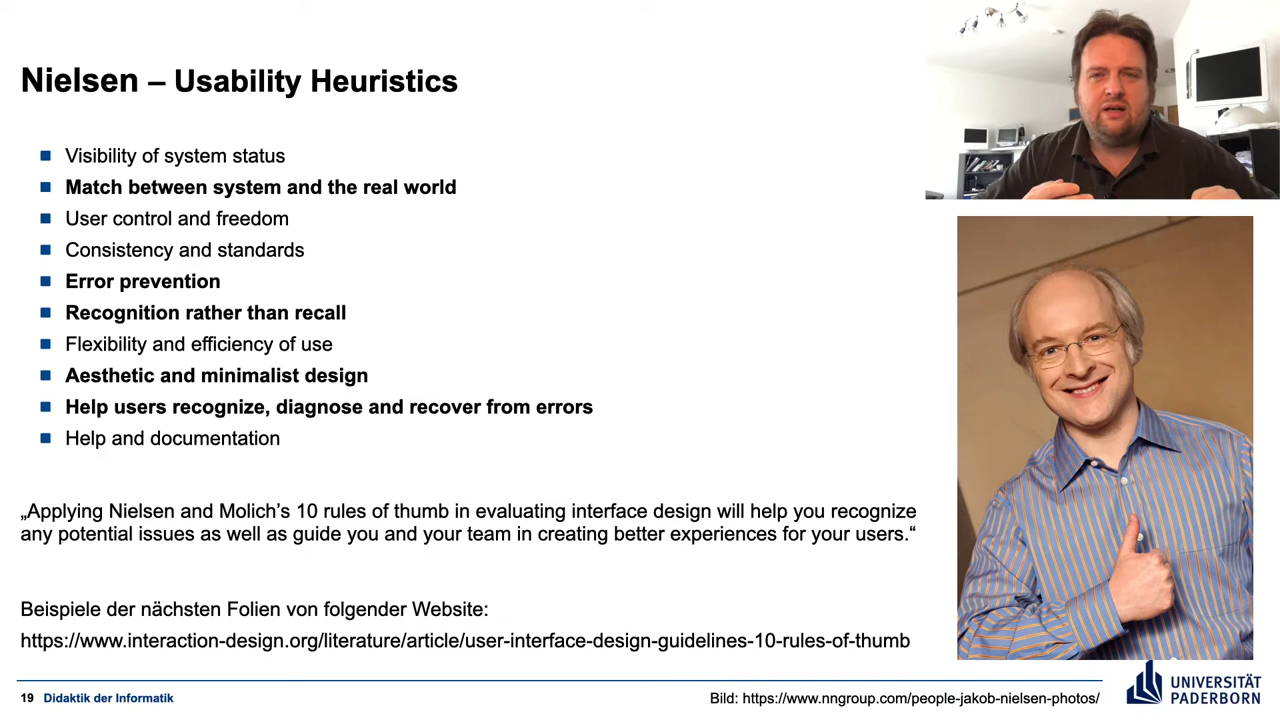 Nielsen – Usability Heuristics
Visibility of system status
Match between system and the real world
User control and freedom
Consistency and standards
Error prevention
Recognition rather than recall
Flexibility and efficiency of use
Aesthetic and minimalist design
Help users recognize, diagnose and recover from errors
Help and documentation
„Applying Nielsen and Molich’s 10 rules of thumb in evaluating interface design will help you recognize
any potential issues as well as guide you and your team in creating better experiences for your users.“
Beispiele der nächsten Folien von folgender Website:
https://www.interaction-design.org/literature/article/user-interface-design-guidelines-10-rules-of-thumb
19 Didaktik der Informatik
Bild: https://www.nngroup.com/people-jakob-nielsen-photos/
UNIVERSITÄT
PADERBORN